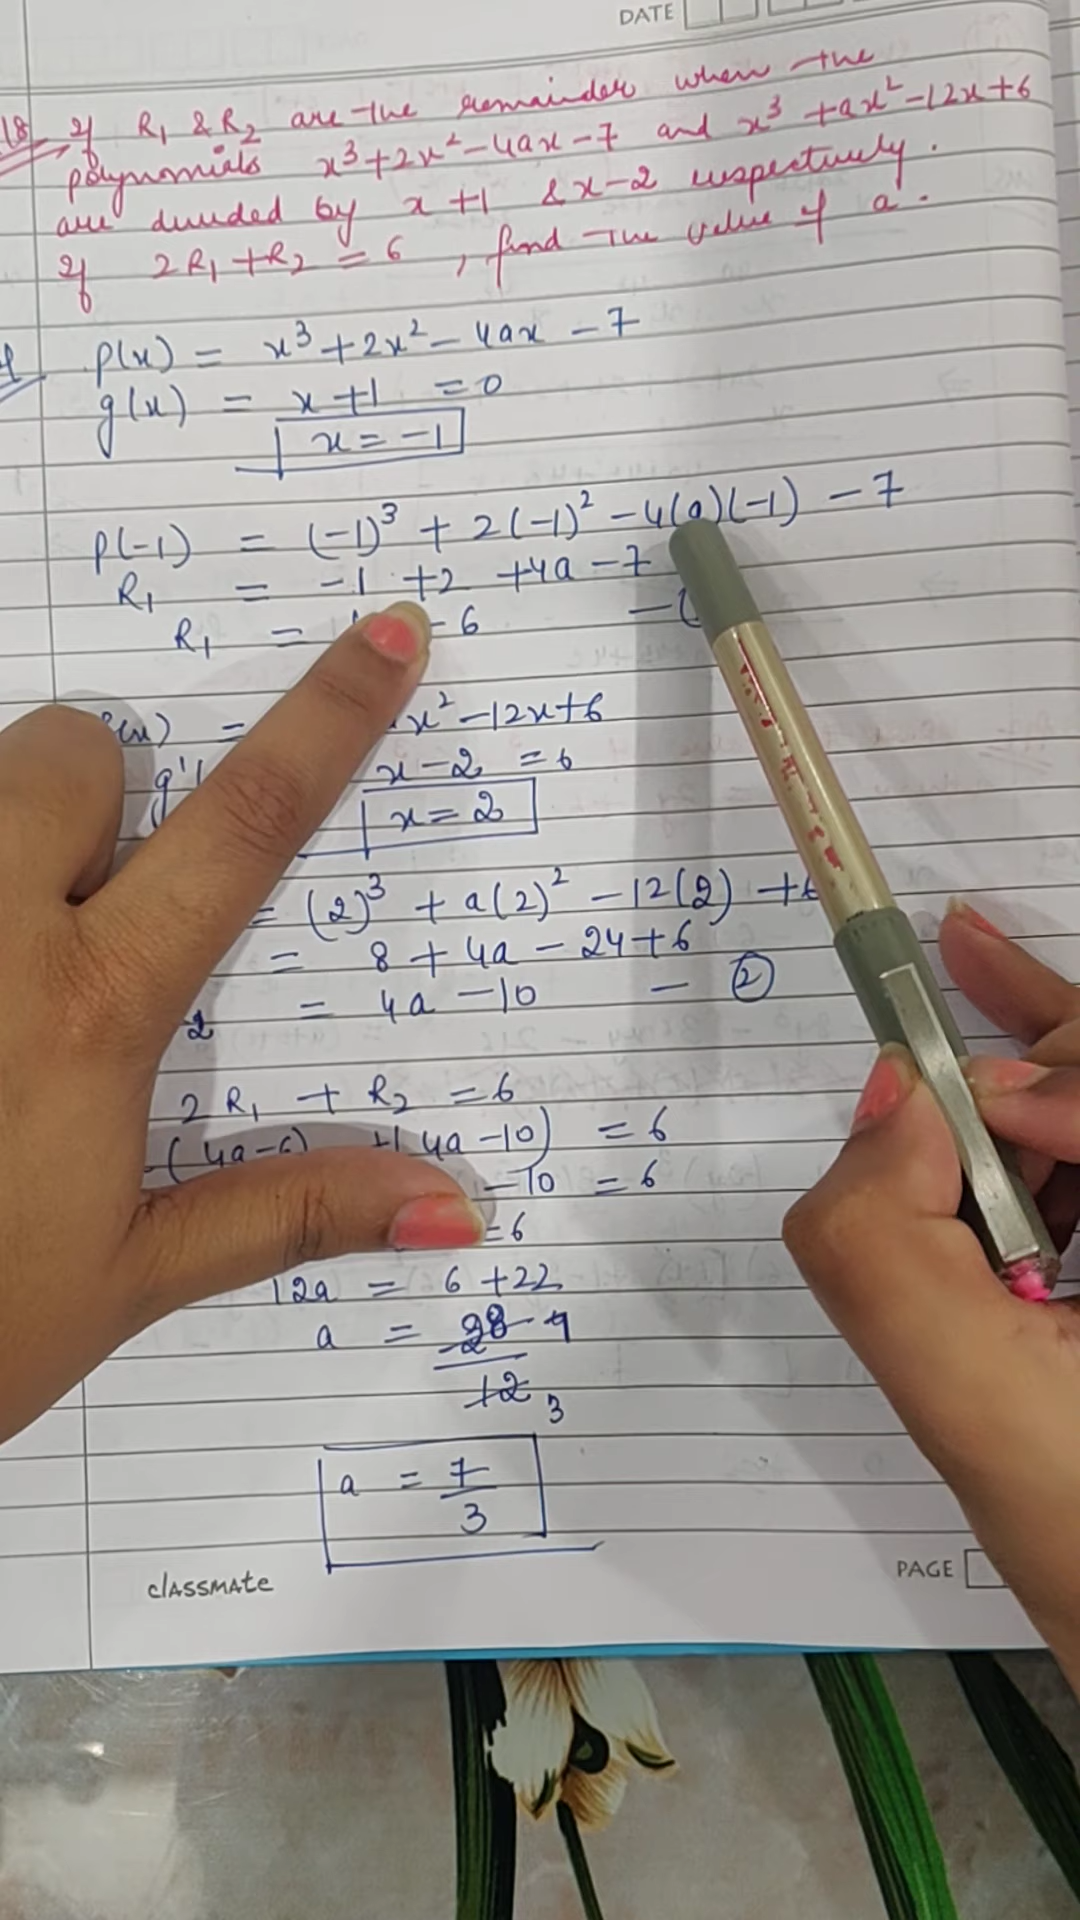 DATE
18 If R₁ & R₂ are the remainder when the
polynomials x³+2x²-4ax-7 and x³+ax²-12x+6
are divided by x+1 & x-2 respectively.
If 2R₁+R₂ = 6 , find the value of a.
p(x) = x³+2x²-4ax-7
g(x) = x+1 =0
x=-1
p(-1) = (-1)³ + 2(-1)² -4(a)(-1) -7
R₁ = -1 +2 +4a-7
R₁ = -6
(x) = x²-12x+6
g'( x-2 =6
x=2
= (2)³ + a(2)² -12(2) +6
= 8+4a-24+6
2 = 4a-10 - ②
2R₁ + R₂ =6
(4a-6) +(4a-10) =6
-10 =6
=6
12a = 6+22
a = 28 7
12 3
a = 7
3
classmate
PAGE